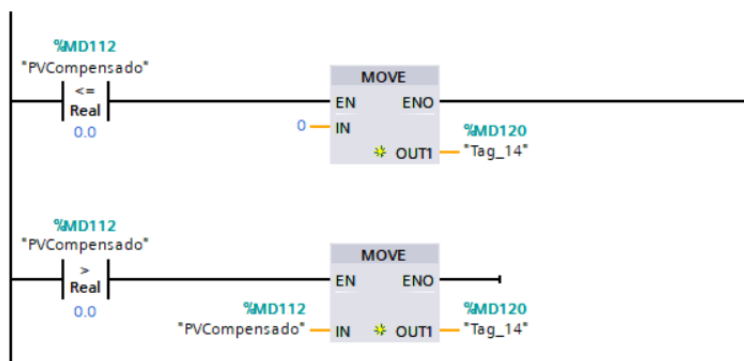 %MD112
"PVCompensado"
<=
Real
0.0
MOVE
EN ENO
0 IN
%MD120
OUT1 "Tag_14"
%MD112
"PVCompensado"
>
Real
0.0
MOVE
EN ENO
%MD112 %MD120
"PVCompensado" IN OUT1 "Tag_14"